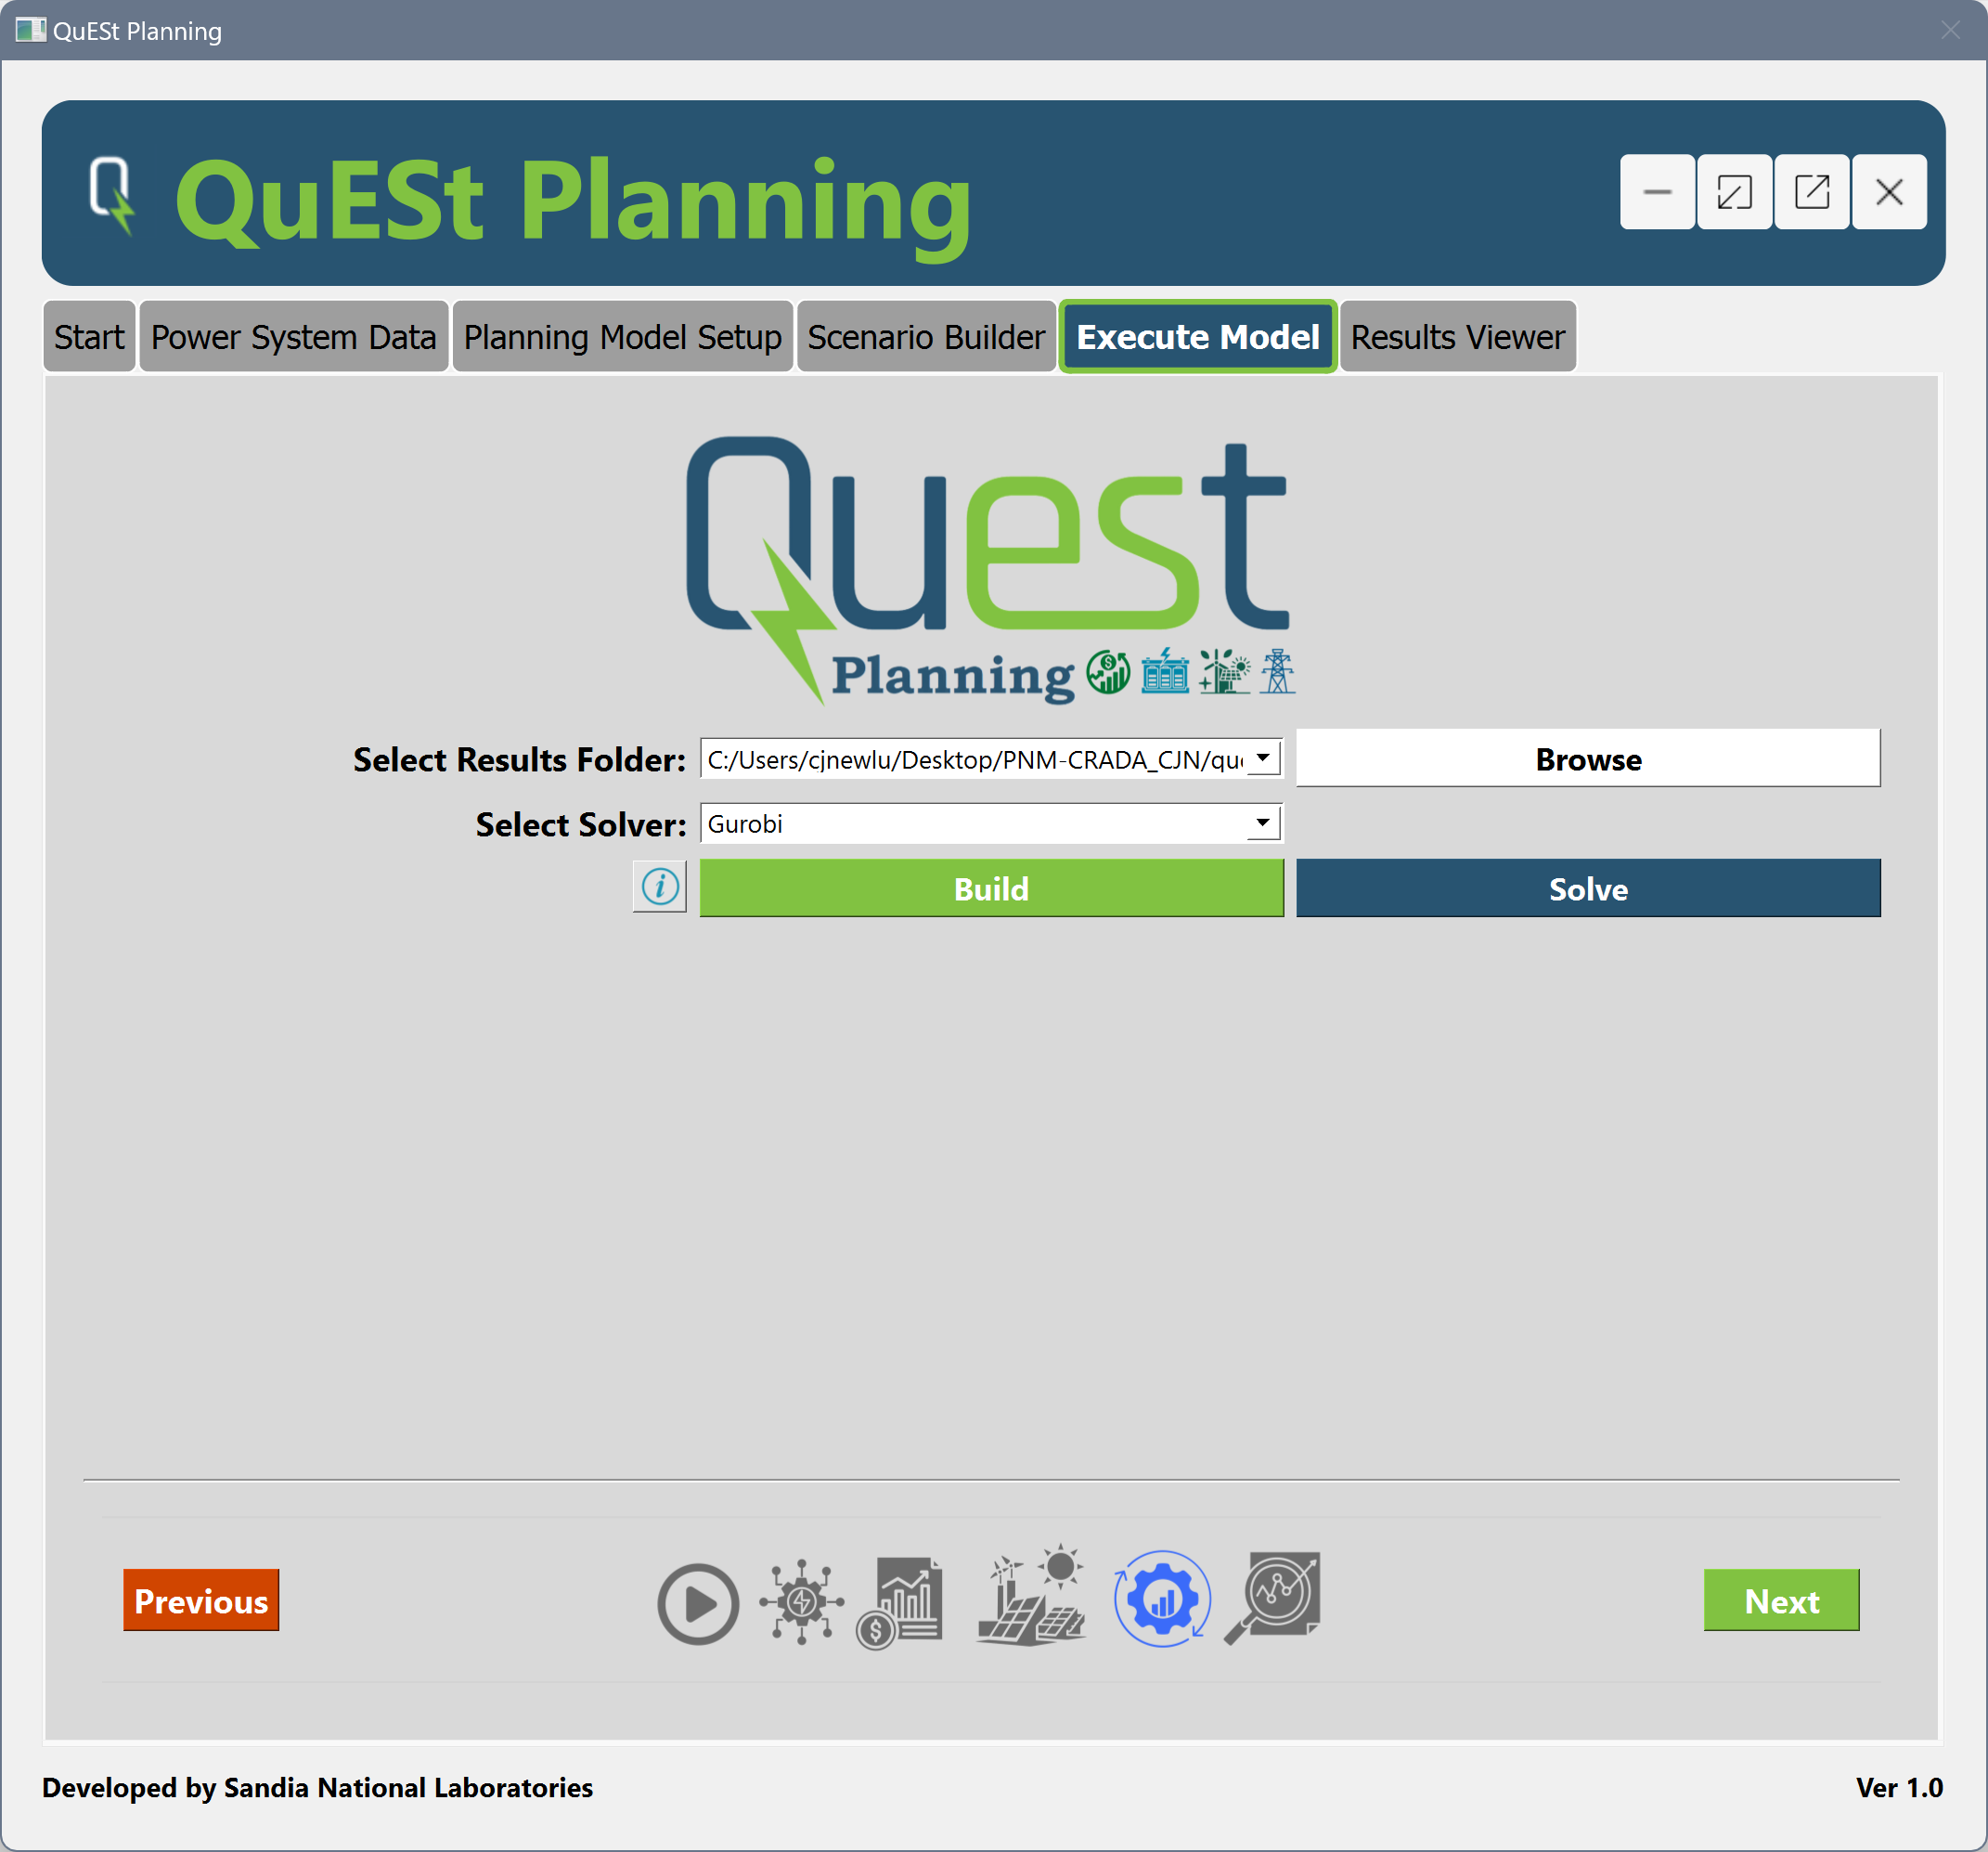 QuESt Planning
QuESt Planning
Start Power System Data Planning Model Setup Scenario Builder Execute Model Results Viewer
Quest
Planning
Select Results Folder: C:/Users/cjnewlu/Desktop/PNM-CRADA_CJN/que Browse
Select Solver: Gurobi
i Build Solve
Previous Next
Developed by Sandia National Laboratories Ver 1.0